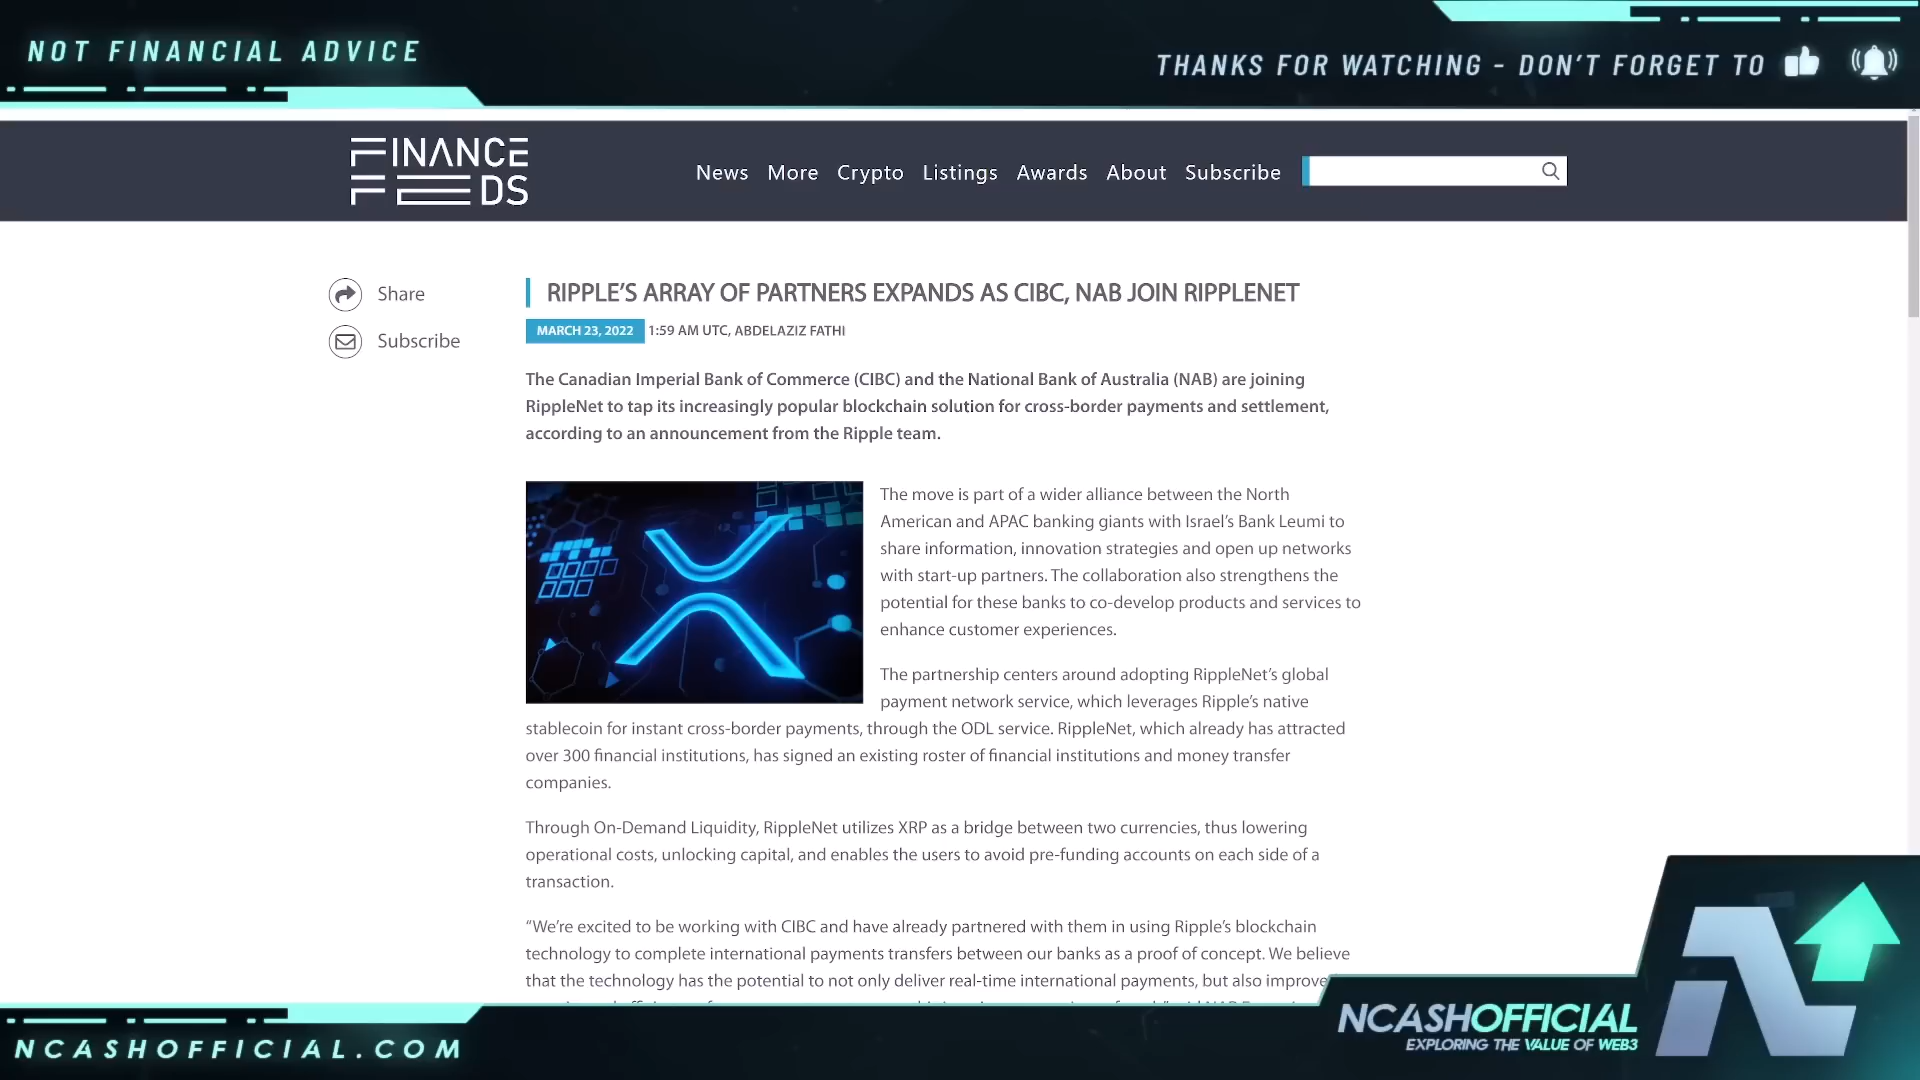 NOT FINANCIAL ADVICE
THANKS FOR WATCHING - DON'T FORGET TO
FINANCE
FEEDS
News More Crypto Listings Awards About Subscribe
Share
Subscribe
RIPPLE'S ARRAY OF PARTNERS EXPANDS AS CIBC, NAB JOIN RIPPLENET
MARCH 23, 2022 1:59 AM UTC, ABDELAZIZ FATHI
The Canadian Imperial Bank of Commerce (CIBC) and the National Bank of Australia (NAB) are joining
RippleNet to tap its increasingly popular blockchain solution for cross-border payments and settlement,
according to an announcement from the Ripple team.
The move is part of a wider alliance between the North
American and APAC banking giants with Israel's Bank Leumi to
share information, innovation strategies and open up networks
with start-up partners. The collaboration also strengthens the
potential for these banks to co-develop products and services to
enhance customer experiences.
The partnership centers around adopting RippleNet's global
payment network service, which leverages Ripple's native
stablecoin for instant cross-border payments, through the ODL service. RippleNet, which already has attracted
over 300 financial institutions, has signed an existing roster of financial institutions and money transfer
companies.
Through On-Demand Liquidity, RippleNet utilizes XRP as a bridge between two currencies, thus lowering
operational costs, unlocking capital, and enables the users to avoid pre-funding accounts on each side of a
transaction.
“We're excited to be working with CIBC and have already partnered with them in using Ripple's blockchain
technology to complete international payments transfers between our banks as a proof of concept. We believe
that the technology has the potential to not only deliver real-time international payments, but also improve
NCASHOFFICIAL
EXPLORING THE VALUE OF WEB3
NCASHOFFICIAL.COM